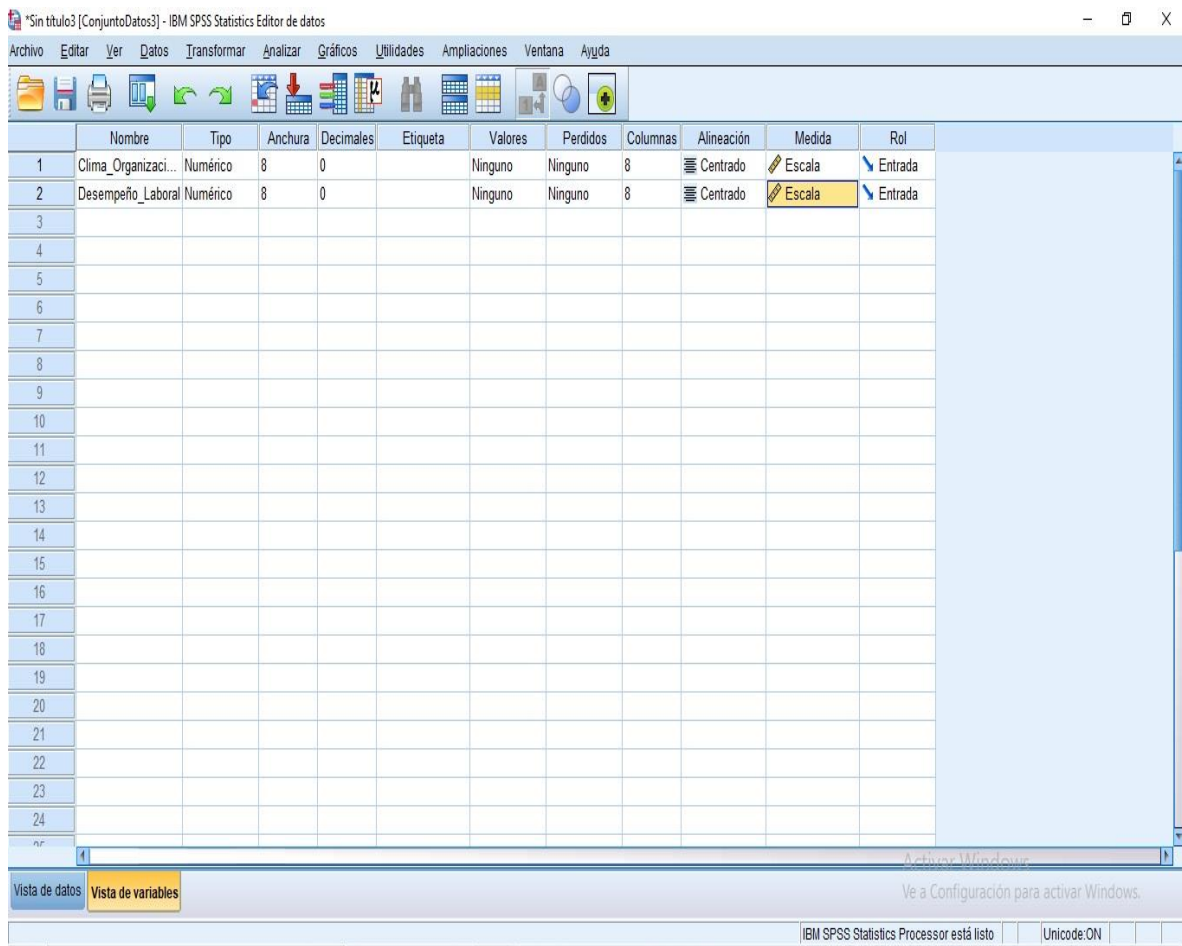 *Sin título3 [ConjuntoDatos3] - IBM SPSS Statistics Editor de datos
Archivo Editar Ver Datos Transformar Analizar Gráficos Utilidades Ampliaciones Ventana Ayuda
Nombre Tipo Anchura Decimales Etiqueta Valores Perdidos Columnas Alineación Medida Rol
1 Clima_Organizaci... Numérico 8 0 Ninguno Ninguno 8 Centrado Escala Entrada
2 Desempeño_Laboral Numérico 8 0 Ninguno Ninguno 8 Centrado Escala Entrada
3
4
5
6
7
8
9
10
11
12
13
14
15
16
17
18
19
20
21
22
23
24
Activar Windows
Vista de datos Vista de variables Ve a Configuración para activar Windows.
IBM SPSS Statistics Processor está listo Unicode:ON